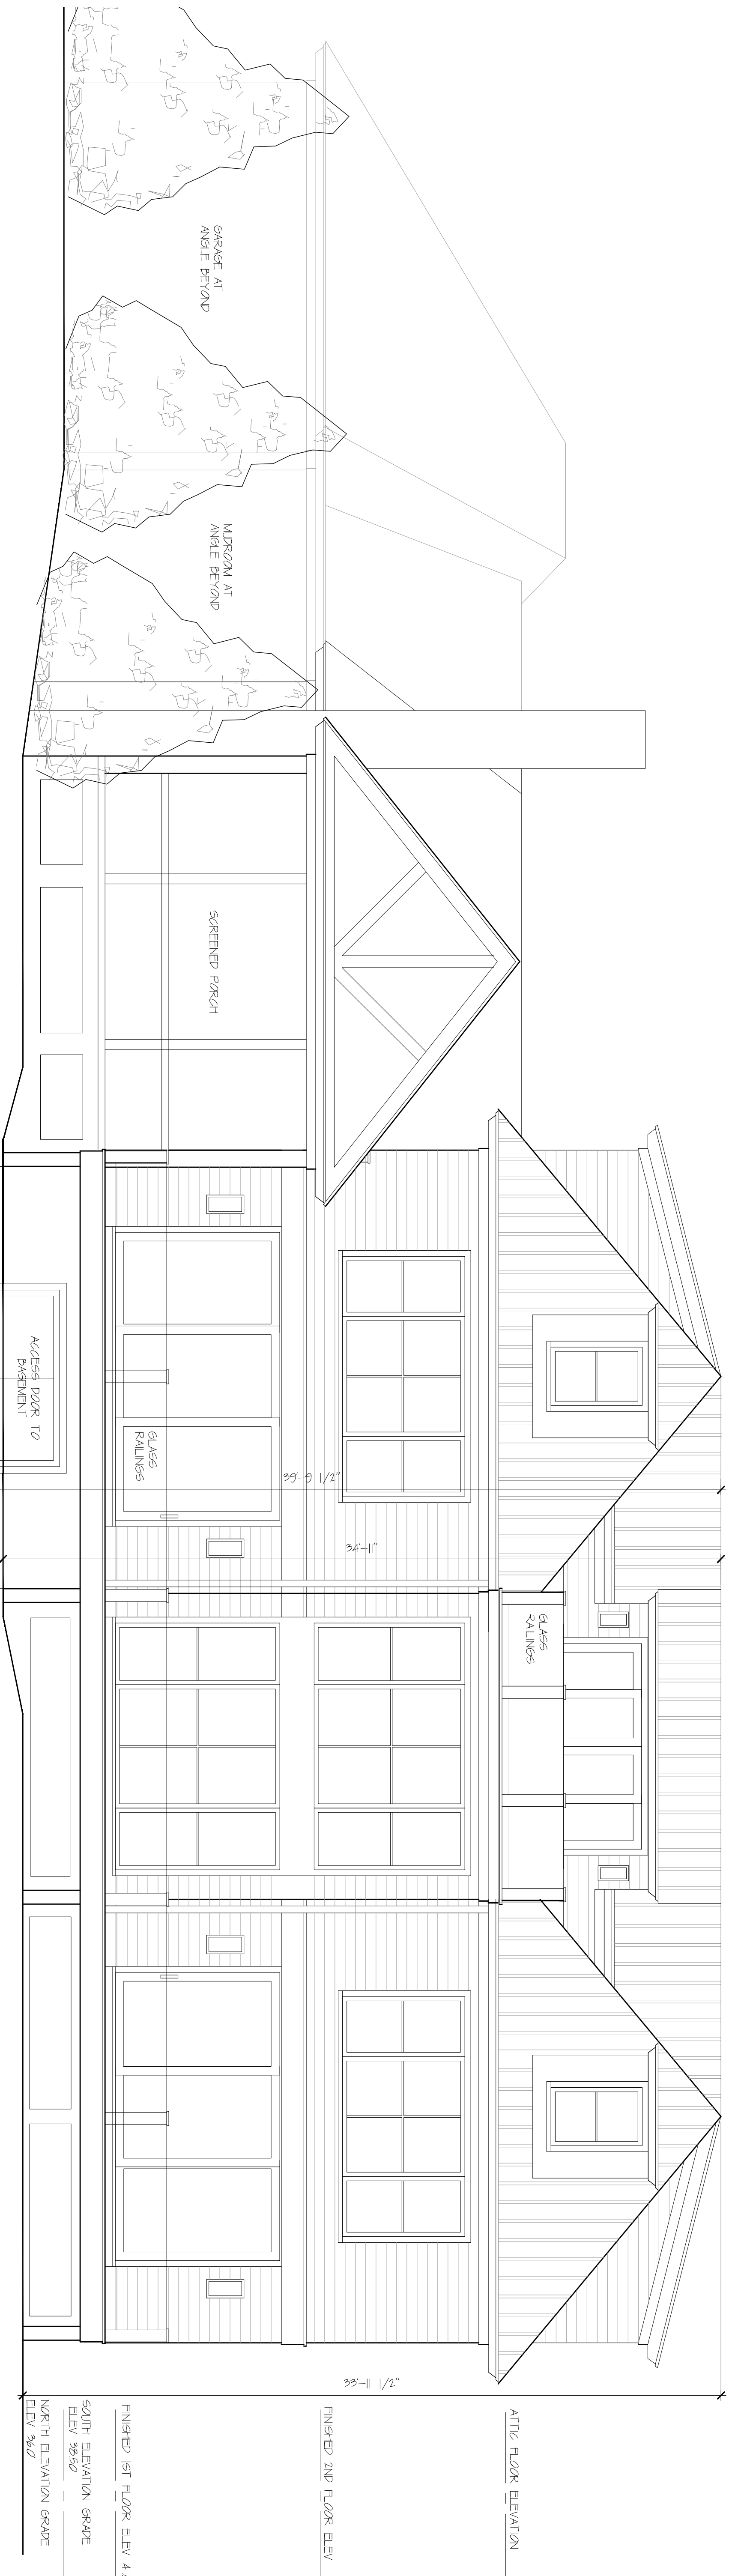 GARAGE AT
ANGLE BEYOND
MUDROOM AT
ANGLE BEYOND
SCREENED PORCH
ACCESS DOOR TO
BASEMENT
GLASS
RAILINGS
39'-9 1/2"
34'-11"
GLASS
RAILINGS
33'-11 1/2"
ATTIC FLOOR ELEVATION
FINISHED 2ND FLOOR ELEV
FINISHED 1ST FLOOR ELEV
SOUTH ELEVATION GRADE
ELEV 38.50
NORTH ELEVATION GRADE
ELEV 36.0'